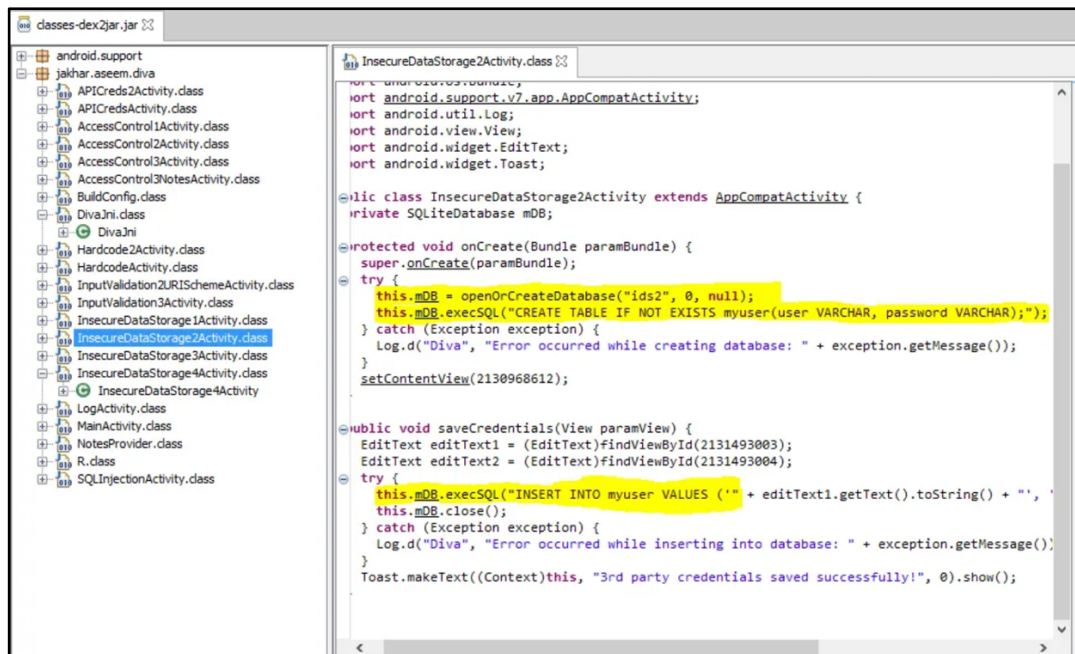 classes-dex2jar.jar
android.support
jakhar.aseem.diva
APICreds2Activity.class
APICredsActivity.class
AccessControl1Activity.class
AccessControl2Activity.class
AccessControl3Activity.class
AccessControl3NotesActivity.class
BuildConfig.class
DivaJni.class
DivaJni
Hardcode2Activity.class
HardcodeActivity.class
InputValidation2URISchemeActivity.class
InputValidation3Activity.class
InsecureDataStorage1Activity.class
InsecureDataStorage2Activity.class
InsecureDataStorage3Activity.class
InsecureDataStorage4Activity.class
InsecureDataStorage4Activity
LogActivity.class
MainActivity.class
NotesProvider.class
R.class
SQLInjectionActivity.class
InsecureDataStorage2Activity.class
ort android.os.Bundle;
ort android.support.v7.app.AppCompatActivity;
ort android.util.Log;
ort android.view.View;
ort android.widget.EditText;
ort android.widget.Toast;
lic class InsecureDataStorage2Activity extends AppCompatActivity {
rivate SQLiteDatabase mDB;
rotected void onCreate(Bundle paramBundle) {
super.onCreate(paramBundle);
try {
this.mDB = openOrCreateDatabase("ids2", 0, null);
this.mDB.execSQL("CREATE TABLE IF NOT EXISTS myuser(user VARCHAR, password VARCHAR);");
} catch (Exception exception) {
Log.d("Diva", "Error occurred while creating database: " + exception.getMessage());
}
setContentView(2130968612);
ublic void saveCredentials(View paramView) {
EditText editText1 = (EditText)findViewById(2131493003);
EditText editText2 = (EditText)findViewById(2131493004);
try {
this.mDB.execSQL("INSERT INTO myuser VALUES ('" + editText1.getText().toString() + "', '
this.mDB.close();
} catch (Exception exception) {
Log.d("Diva", "Error occurred while inserting into database: " + exception.getMessage())
}
Toast.makeText((Context)this, "3rd party credentials saved successfully!", 0).show();